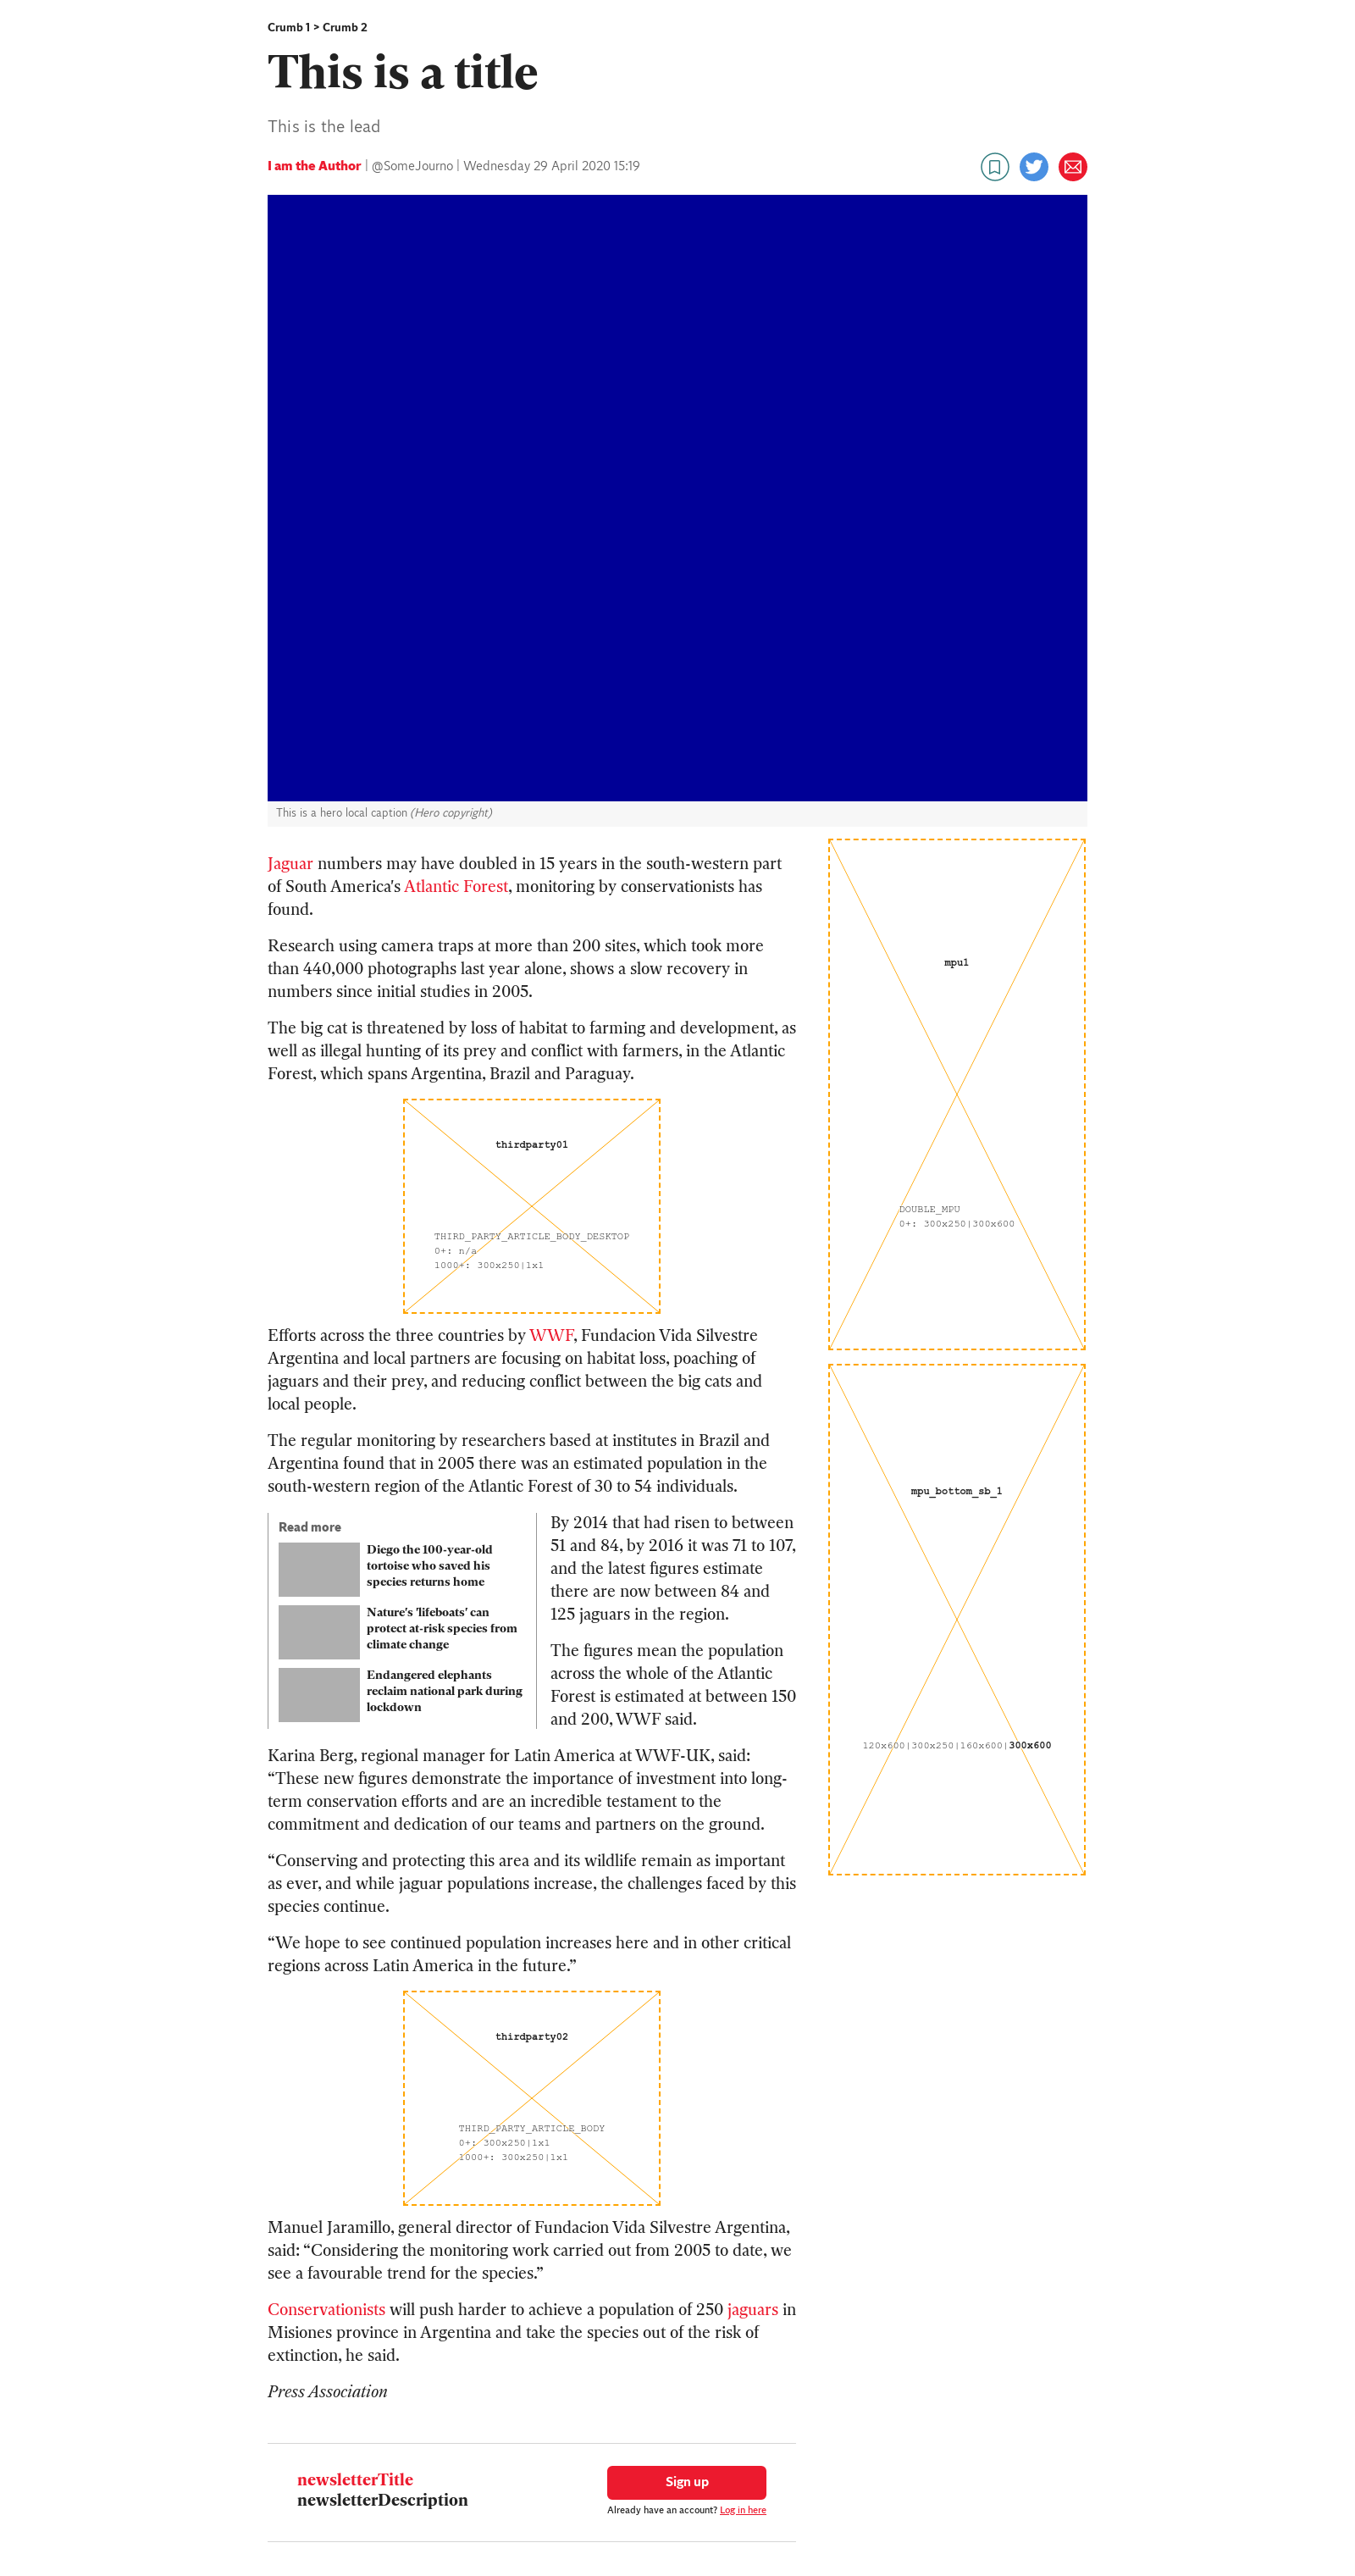 Crumb 1 > Crumb 2
This is a title
This is the lead
I am the Author | @SomeJourno | Wednesday 29 April 2020 15:19
This is a hero local caption (Hero copyright)
Jaguar numbers may have doubled in 15 years in the south-western part
of South America's Atlantic Forest, monitoring by conservationists has
found.
Research using camera traps at more than 200 sites, which took more
than 440,000 photographs last year alone, shows a slow recovery in
numbers since initial studies in 2005.
The big cat is threatened by loss of habitat to farming and development, as
well as illegal hunting of its prey and conflict with farmers, in the Atlantic
Forest, which spans Argentina, Brazil and Paraguay.
thirdparty01
THIRD_PARTY_ARTICLE_BODY_DESKTOP
0+: n/a
1000+: 300x250|1x1
Efforts across the three countries by WWF, Fundacion Vida Silvestre
Argentina and local partners are focusing on habitat loss, poaching of
jaguars and their prey, and reducing conflict between the big cats and
local people.
The regular monitoring by researchers based at institutes in Brazil and
Argentina found that in 2005 there was an estimated population in the
south-western region of the Atlantic Forest of 30 to 54 individuals.
Read more
Diego the 100-year-old
tortoise who saved his
species returns home
Nature's 'lifeboats' can
protect at-risk species from
climate change
Endangered elephants
reclaim national park during
lockdown
By 2014 that had risen to between
51 and 84, by 2016 it was 71 to 107,
and the latest figures estimate
there are now between 84 and
125 jaguars in the region.
The figures mean the population
across the whole of the Atlantic
Forest is estimated at between 150
and 200, WWF said.
Karina Berg, regional manager for Latin America at WWF-UK, said:
“These new figures demonstrate the importance of investment into long-
term conservation efforts and are an incredible testament to the
commitment and dedication of our teams and partners on the ground.
“Conserving and protecting this area and its wildlife remain as important
as ever, and while jaguar populations increase, the challenges faced by this
species continue.
“We hope to see continued population increases here and in other critical
regions across Latin America in the future.”
thirdparty02
THIRD_PARTY_ARTICLE_BODY
0+: 300x250|1x1
1000+: 300x250|1x1
Manuel Jaramillo, general director of Fundacion Vida Silvestre Argentina,
said: “Considering the monitoring work carried out from 2005 to date, we
see a favourable trend for the species.”
Conservationists will push harder to achieve a population of 250 jaguars in
Misiones province in Argentina and take the species out of the risk of
extinction, he said.
Press Association
newsletterTitle
newsletterDescription
Sign up
Already have an account? Log in here
mpu1
DOUBLE_MPU
0+: 300x250|300x600
mpu_bottom_sb_1
120x600|300x250|160x600|300x600